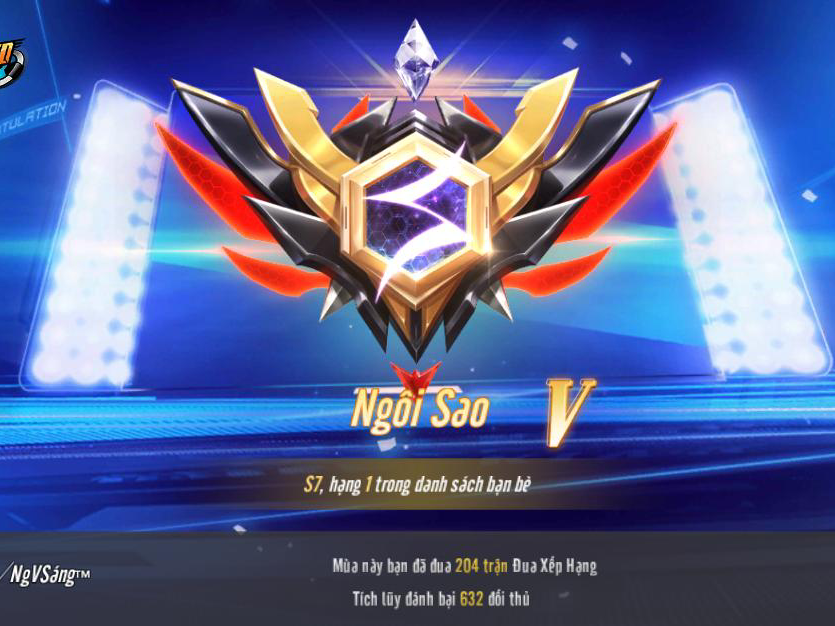 TULATION
Ngôi Sao V
S7, hạng 1 trong danh sách bạn bè
NgVSáng™
Mùa này bạn đã đua 204 trận Đua Xếp Hạng
Tích lũy đánh bại 632 đối thủ